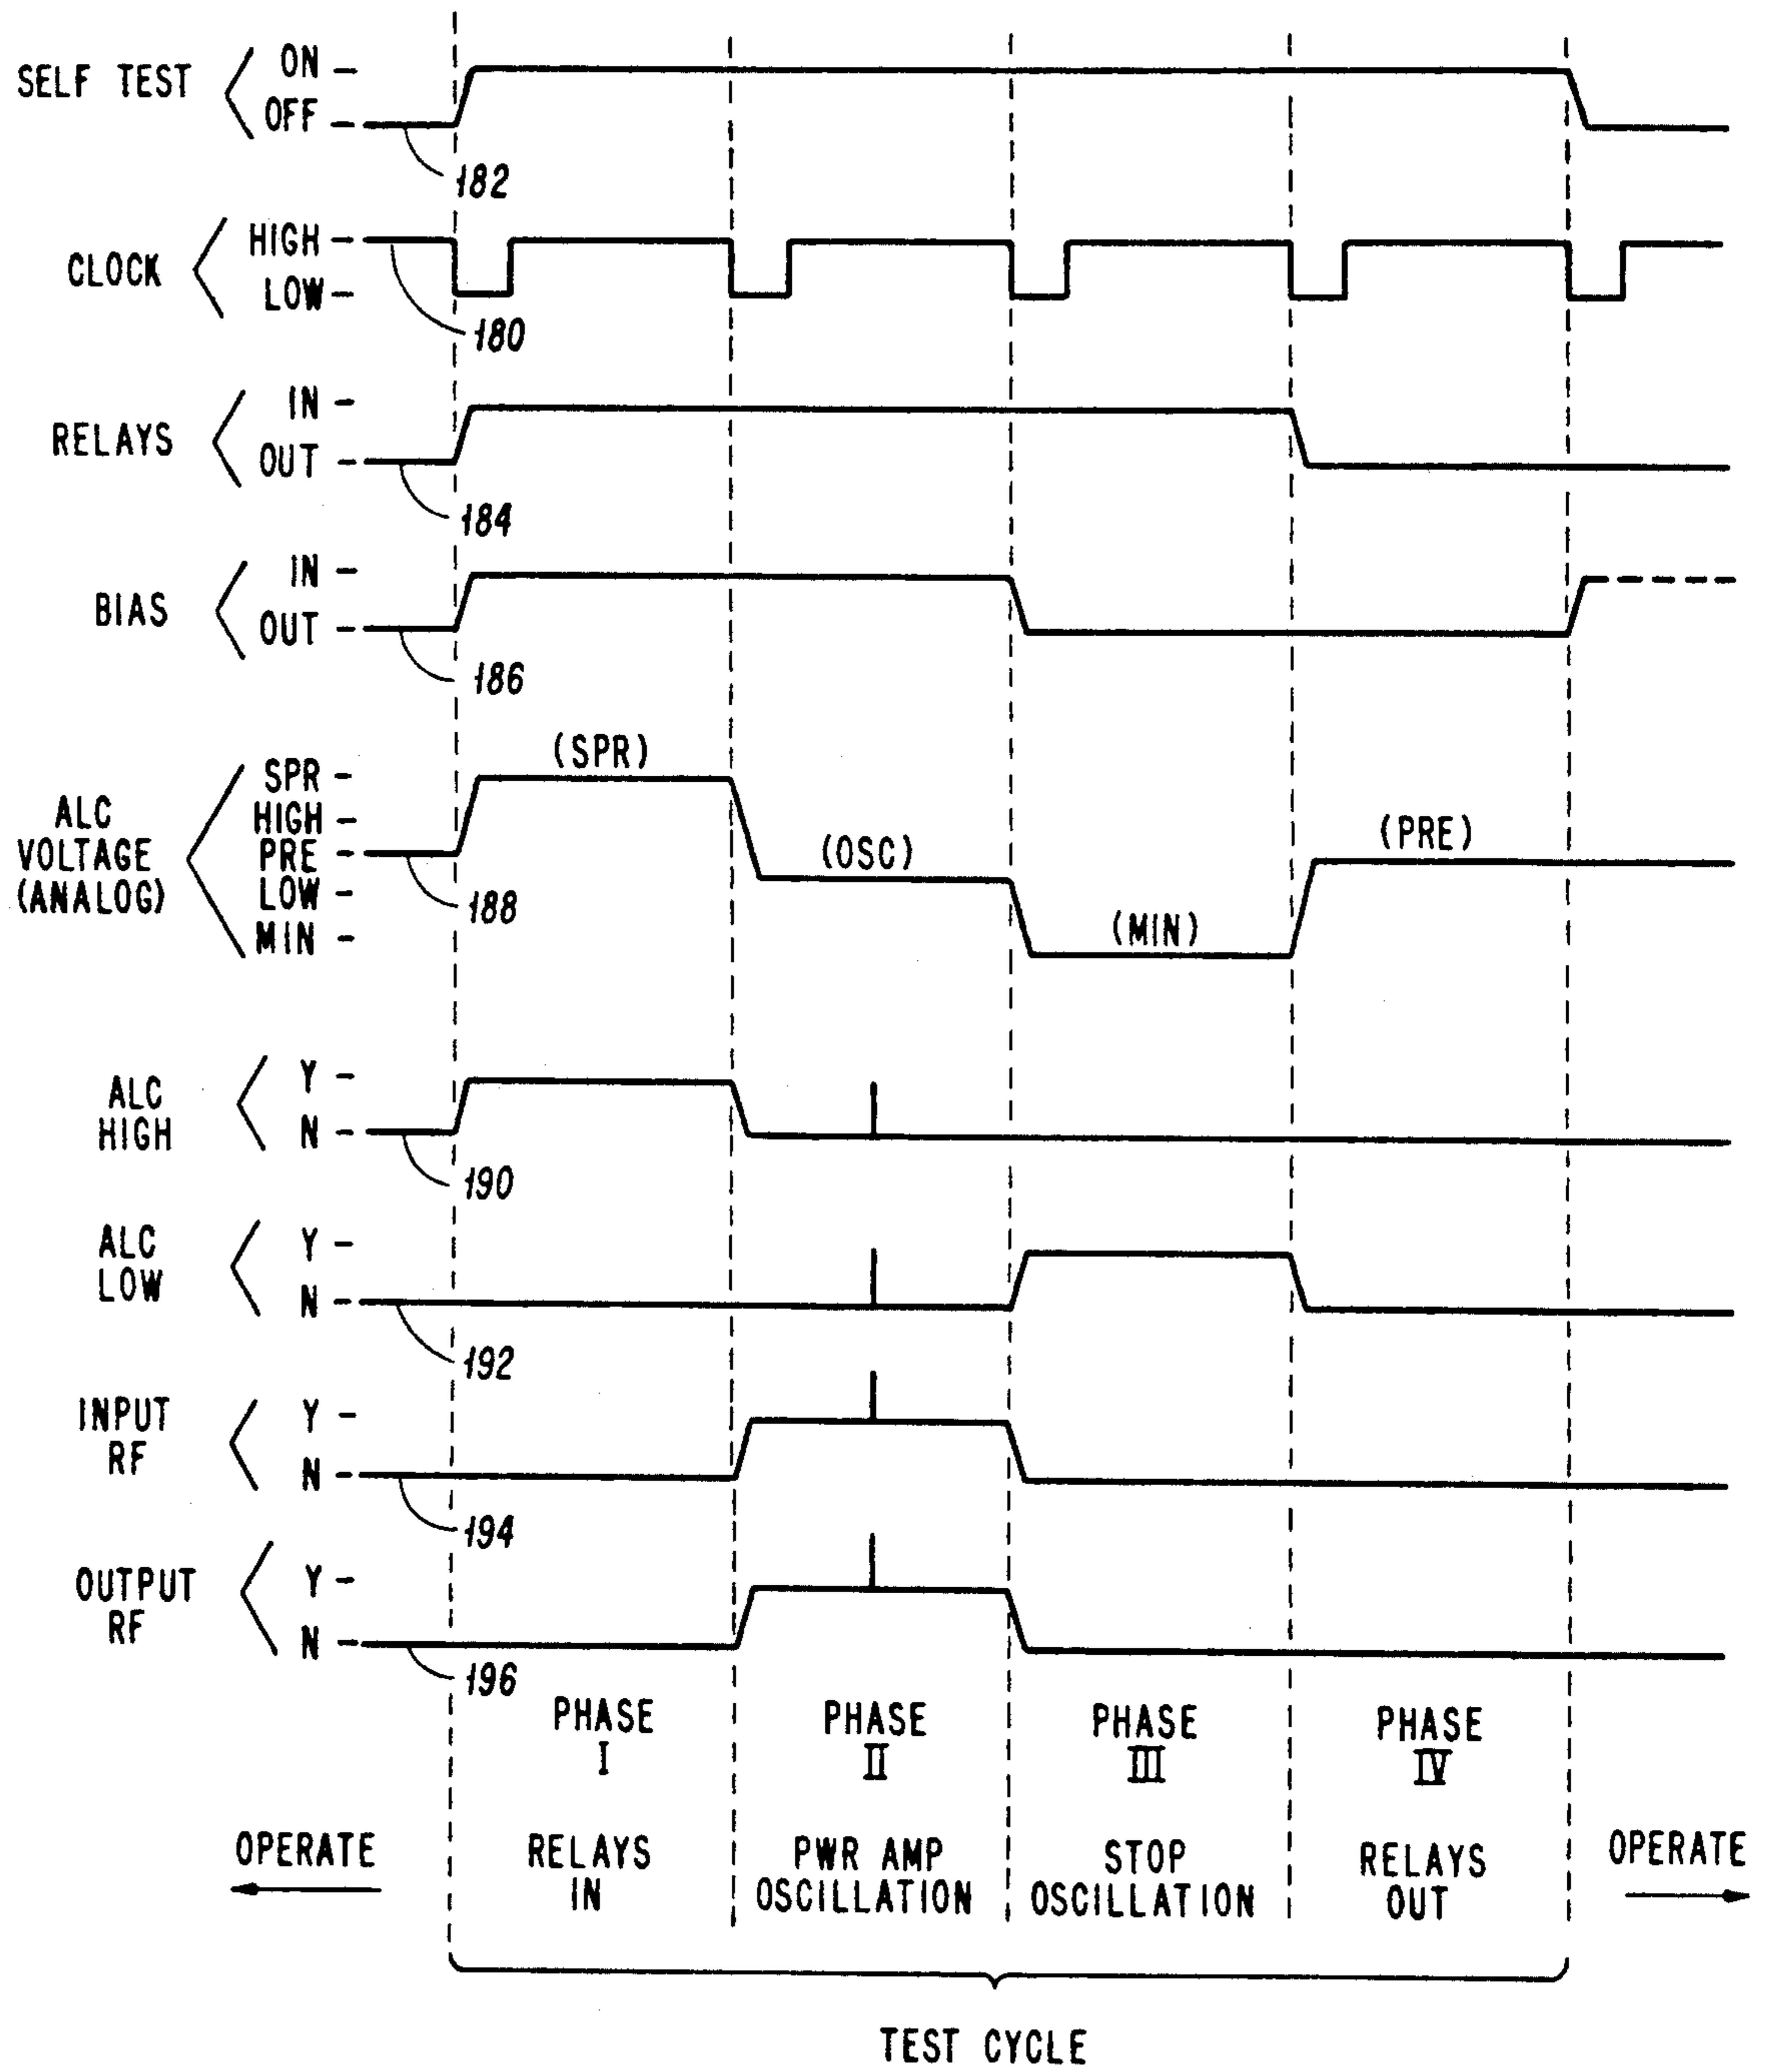 SELF TEST
ON
OFF
182
CLOCK
HIGH
LOW
180
RELAYS
IN
OUT
184
BIAS
IN
OUT
186
ALC
VOLTAGE
(ANALOG)
SPR
HIGH
PRE
LOW
MIN
188
(SPR)
(OSC)
(MIN)
(PRE)
ALC
HIGH
Y
N
190
ALC
LOW
Y
N
192
INPUT
RF
Y
N
194
OUTPUT
RF
Y
N
196
PHASE
I
PHASE
II
PHASE
III
PHASE
IV
OPERATE
RELAYS
IN
PWR AMP
OSCILLATION
STOP
OSCILLATION
RELAYS
OUT
OPERATE
TEST CYCLE